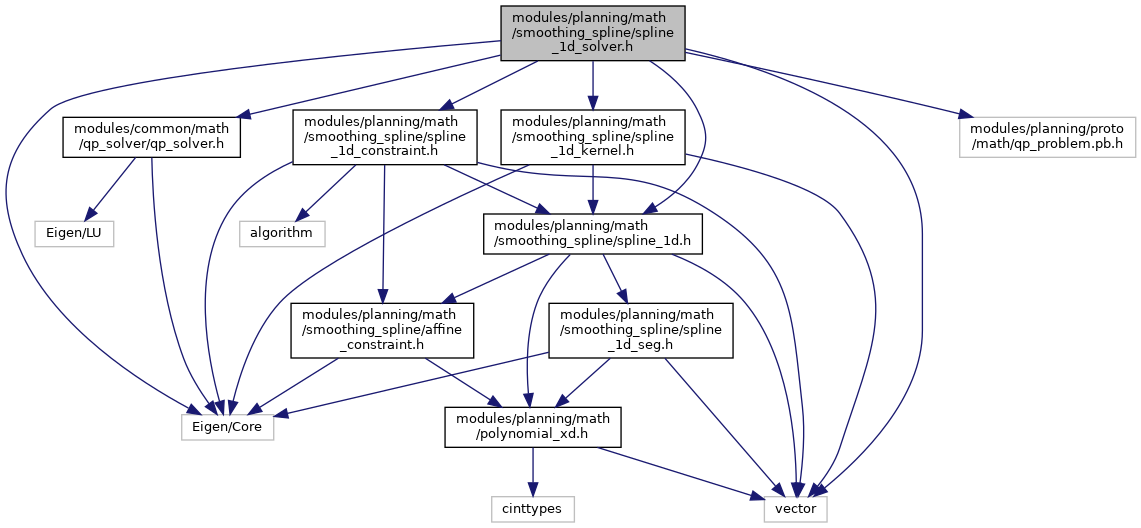 modules/planning/math
/smoothing_spline/spline
_1d_solver.h
modules/common/math
/qp_solver/qp_solver.h
modules/planning/math
/smoothing_spline/spline
_1d_constraint.h
modules/planning/math
/smoothing_spline/spline
_1d_kernel.h
modules/planning/proto
/math/qp_problem.pb.h
Eigen/LU
algorithm
modules/planning/math
/smoothing_spline/spline_1d.h
modules/planning/math
/smoothing_spline/affine
_constraint.h
modules/planning/math
/smoothing_spline/spline
_1d_seg.h
Eigen/Core
modules/planning/math
/polynomial_xd.h
cinttypes
vector